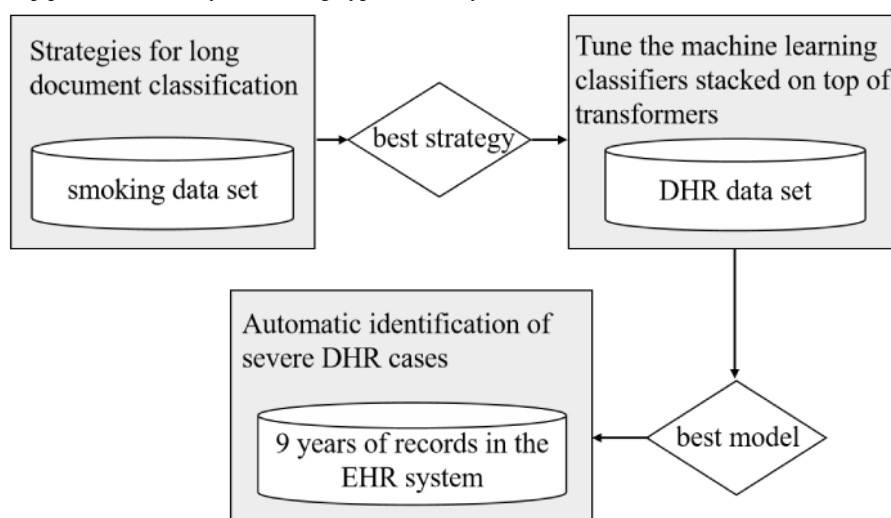 Strategies for long
document classification
smoking data set
best strategy
Tune the machine learning
classifiers stacked on top of
transformers
DHR data set
Automatic identification of
severe DHR cases
9 years of records in the
EHR system
best model